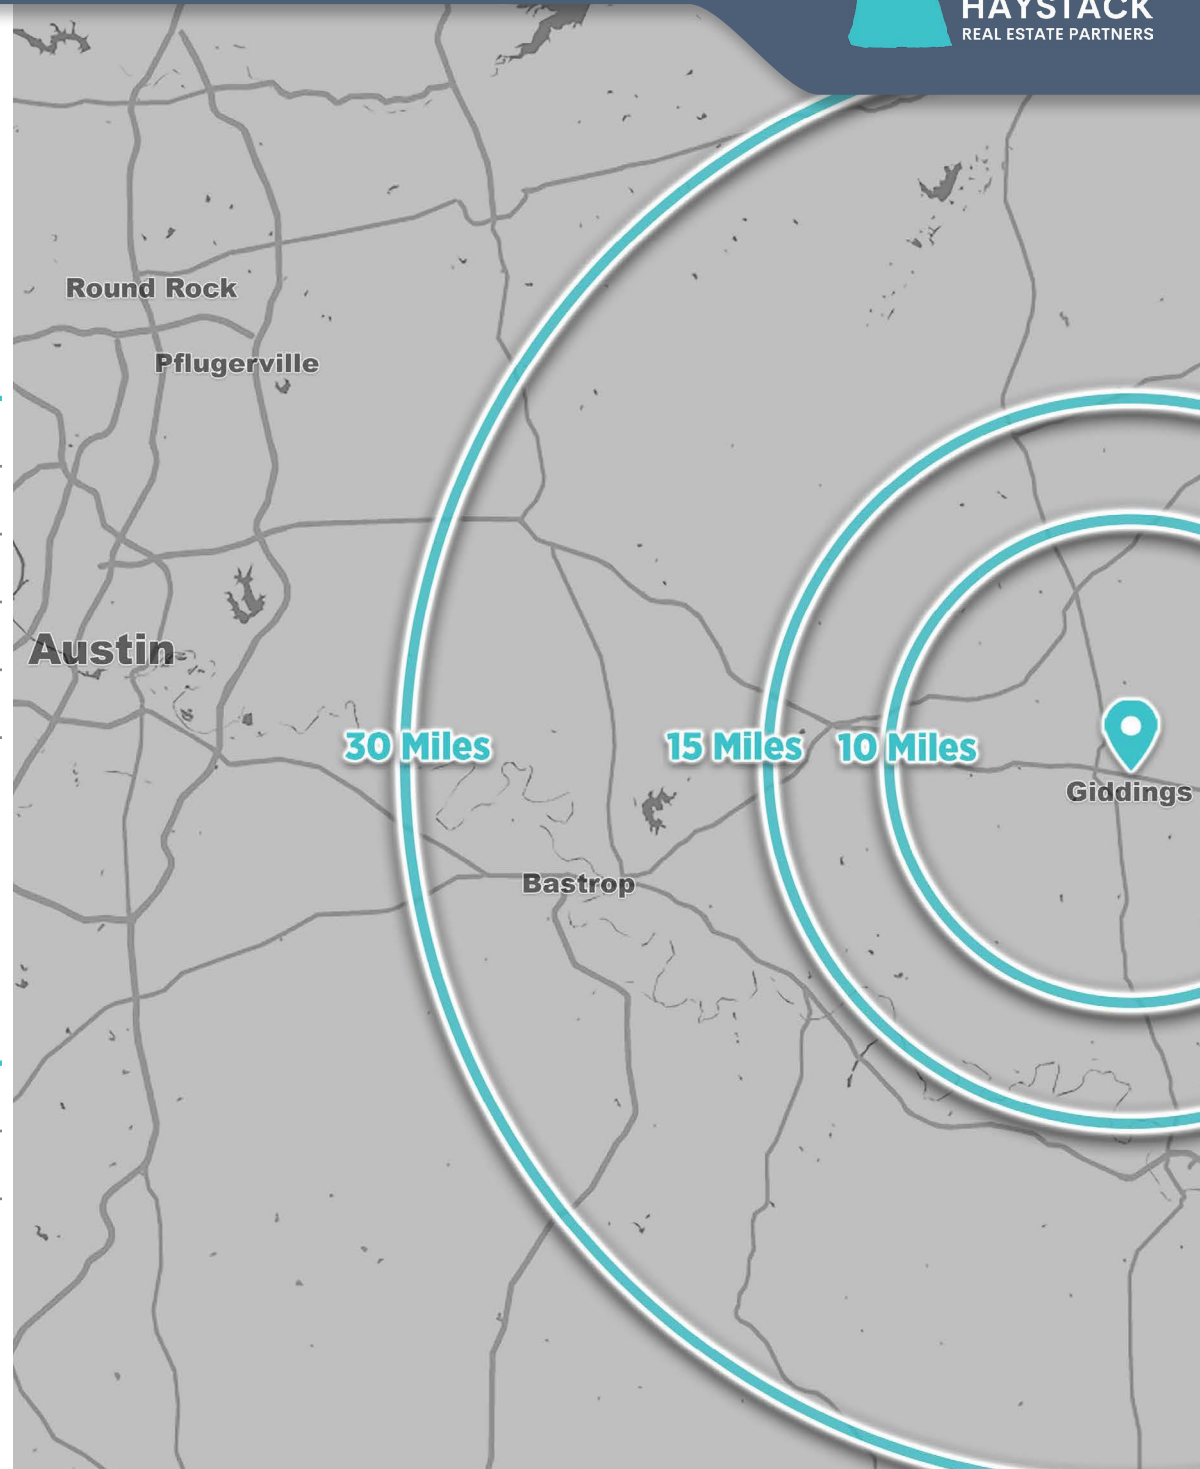 HAYSTACK
REAL ESTATE PARTNERS
Round Rock
Pflugerville
Austin
30 Miles
15 Miles
10 Miles
Giddings
Bastrop